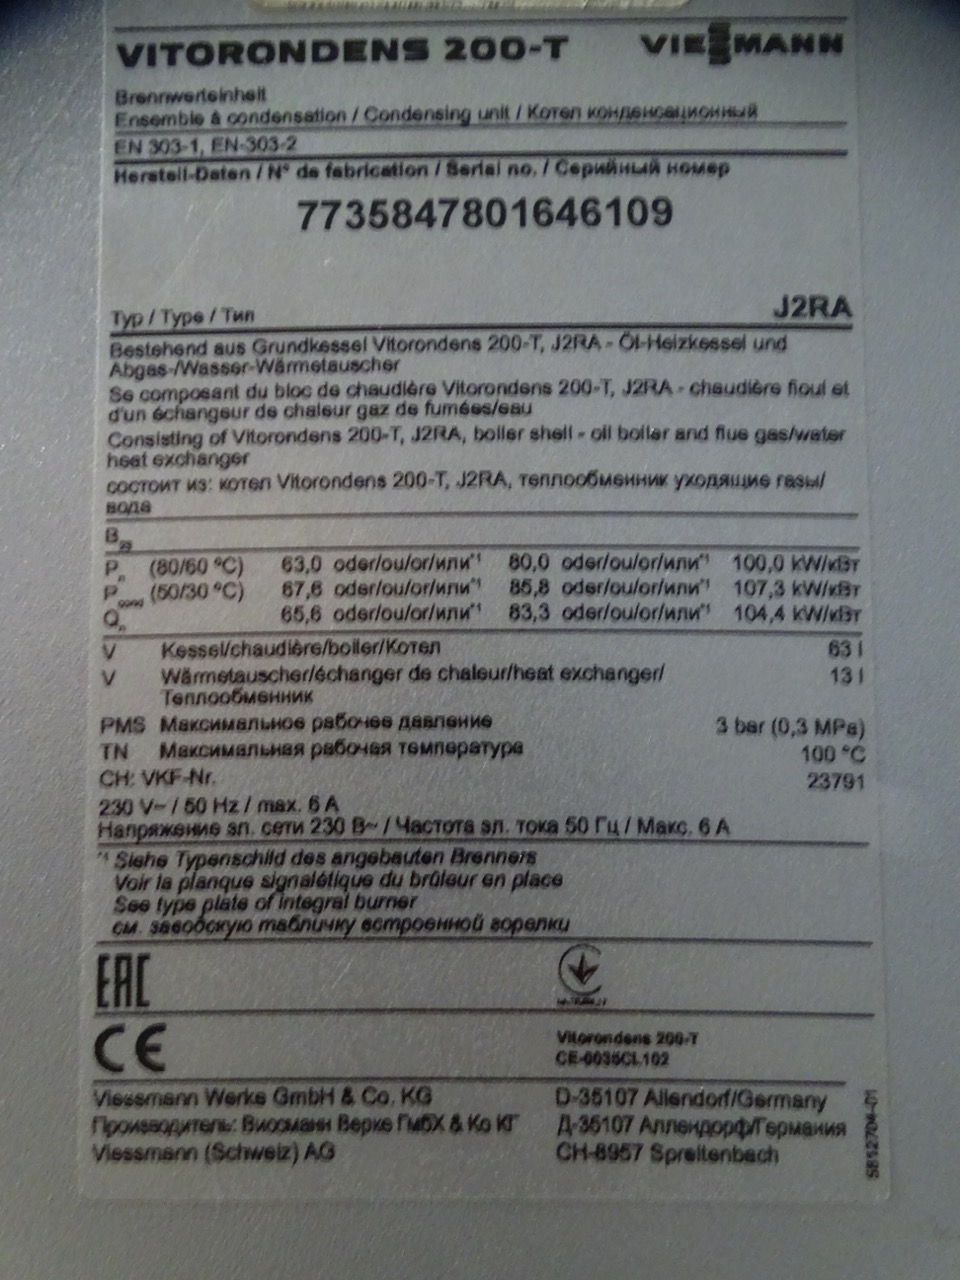 VITORONDENS 200-T VIESMANN
Brennwerteinheit
Ensemble à condensation / Condensing unit / Котел конденсационный
EN 303-1, EN-303-2
Herstell-Daten / N° de fabrication / Serial no. / Серийный номер
7735847801646109
Typ / Type / Тип J2RA
Bestehend aus Grundkessel Vitorondens 200-T, J2RA - Öl-Heizkessel und
Abgas-/Wasser-Wärmetauscher
Se composant du bloc de chaudière Vitorondens 200-T, J2RA - chaudière fioul et
d'un échangeur de chaleur gaz de fumées/eau
Consisting of Vitorondens 200-T, J2RA, boiler shell - oil boiler and flue gas/water
heat exchanger
состоит из: котел Vitorondens 200-T, J2RA, теплообменник уходящие газы/
вода
B23
Pn (80/60 °C) 63,0 oder/ou/or/или*1 80,0 oder/ou/or/или*1 100,0 kW/кВт
Pcond (50/30 °C) 67,6 oder/ou/or/или*1 85,8 oder/ou/or/или*1 107,3 kW/кВт
Qn 65,6 oder/ou/or/или*1 83,3 oder/ou/or/или*1 104,4 kW/кВт
V Kessel/chaudière/boiler/Котел 63 l
V Wärmetauscher/échanger de chaleur/heat exchanger/ 13 l
Теплообменник
PMS Максимальное рабочее давление 3 bar (0,3 MPa)
TN Максимальная рабочая температура 100 °C
CH: VKF-Nr. 23791
230 V~ / 50 Hz / max. 6 A
Напряжение эл. сети 230 В~ / Частота эл. тока 50 Гц / Макс. 6 А
*1 Siehe Typenschild des angebauten Brenners
Voir la planque signalétique du brûleur en place
See type plate of integral burner
см. заводскую табличку встроенной горелки
EAC
CE
Vitorondens 200-T
CE-0035CL102
Viessmann Werke GmbH & Co. KG D-35107 Allendorf/Germany
Производитель: Виссманн Верке ГмбХ & Ко КГ Д-35107 Аллендорф/Германия
Viessmann (Schweiz) AG CH-8957 Spreitenbach
5812704-01